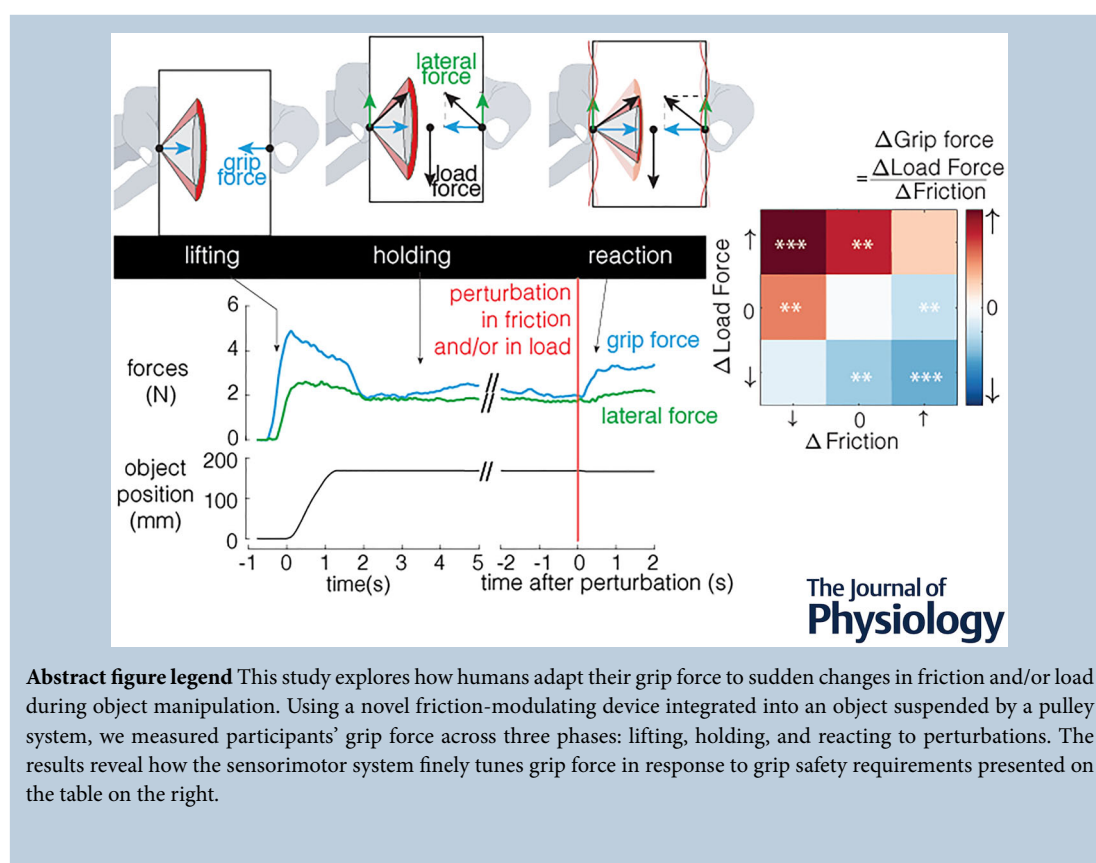 lateral
force
grip
force
load
force
ΔGrip force
= ΔLoad Force
ΔFriction
lifting
holding
reaction
perturbation
in friction
and/or in load
grip force
lateral force
forces
(N)
6
4
2
0
object
position
(mm)
200
100
0
-1 0 1 2 3 4 5 -2 -1 0 1 2
time(s)
time after perturbation (s)
Δ Load Force
↑
0
↓
*** **
** **
** ***
↓ 0 ↑
Δ Friction
↑
0
↓
The Journal of
Physiology
Abstract figure legend This study explores how humans adapt their grip force to sudden changes in friction and/or load
during object manipulation. Using a novel friction-modulating device integrated into an object suspended by a pulley
system, we measured participants' grip force across three phases: lifting, holding, and reacting to perturbations. The
results reveal how the sensorimotor system finely tunes grip force in response to grip safety requirements presented on
the table on the right.